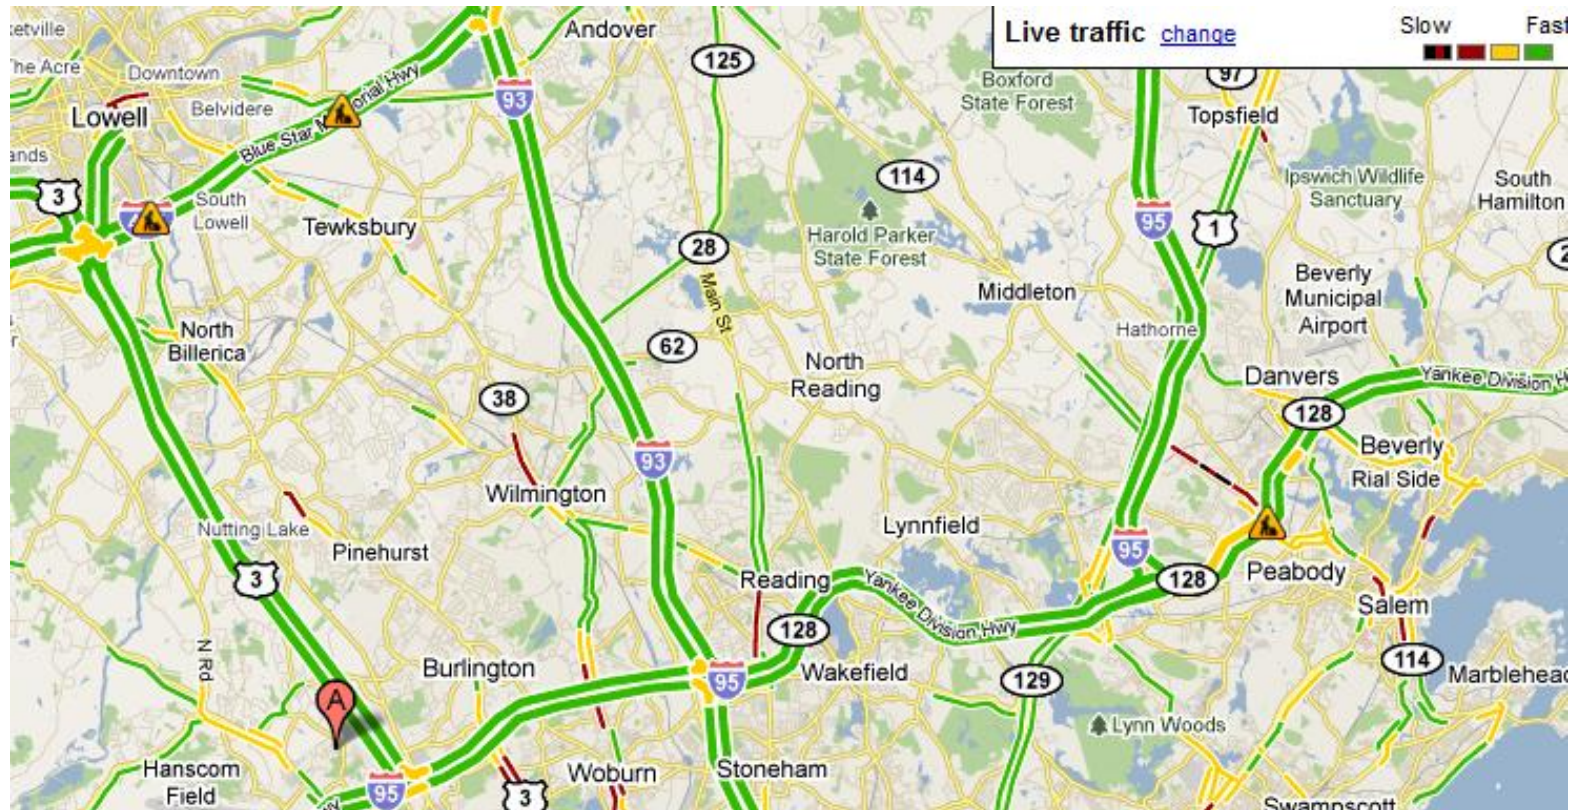 Live traffic change
Slow Fast
ketville
The Acre
Downtown
Belvidere
Lowell
ands
3
South
Lowell
Blue Star
orial Hwy
Andover
125
93
Tewksbury
28
Main St
114
Harold Parker
State Forest
Boxford
State Forest
97
Topsfield
Ipswich Wildlife
Sanctuary
South
Hamilton
95
1
Middleton
Hathorne
Beverly
Municipal
Airport
North
Billerica
62
North
Reading
38
93
Danvers
Yankee Division H
128
Beverly
Rial Side
Wilmington
Nutting Lake
Pinehurst
Lynnfield
95
3
Reading
Yankee Division Hwy
128
Peabody
Salem
N Rd
128
Burlington
95
Wakefield
129
114
Marblehead
A
Lynn Woods
Hanscom
Field
95
Woburn
Stoneham
3
Swampscott